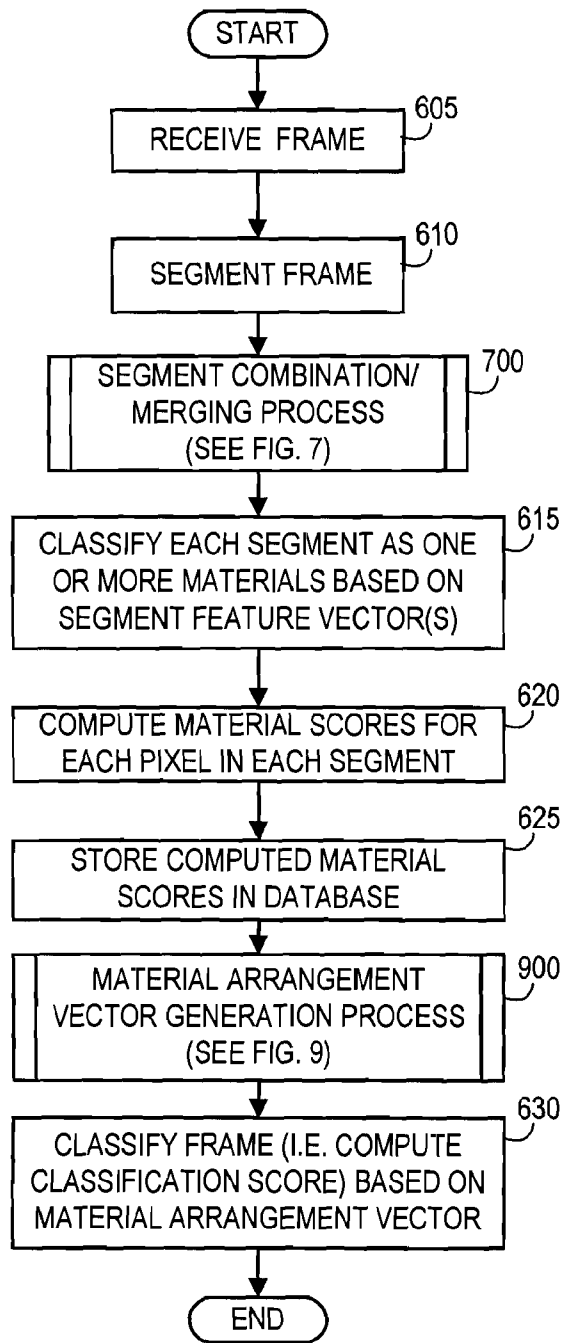 START
605
RECEIVE FRAME
610
SEGMENT FRAME
700
SEGMENT COMBINATION/
MERGING PROCESS
(SEE FIG. 7)
615
CLASSIFY EACH SEGMENT AS ONE
OR MORE MATERIALS BASED ON
SEGMENT FEATURE VECTOR(S)
620
COMPUTE MATERIAL SCORES FOR
EACH PIXEL IN EACH SEGMENT
625
STORE COMPUTED MATERIAL
SCORES IN DATABASE
900
MATERIAL ARRANGEMENT
VECTOR GENERATION PROCESS
(SEE FIG. 9)
630
CLASSIFY FRAME (I.E. COMPUTE
CLASSIFICATION SCORE) BASED ON
MATERIAL ARRANGEMENT VECTOR
END